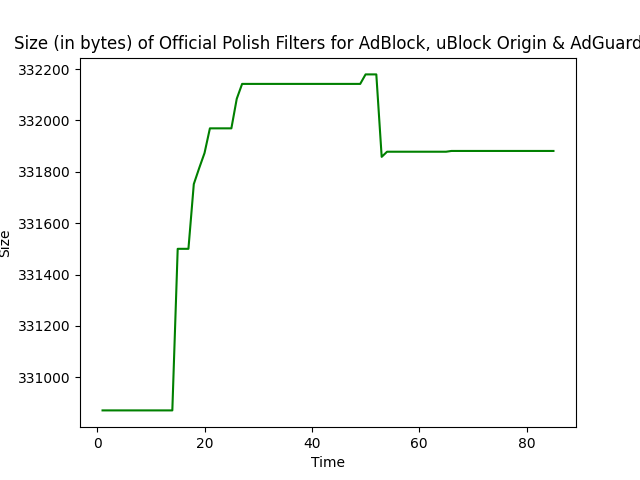 Size (in bytes) of Official Polish Filters for AdBlock, uBlock Origin & AdGuard
332200
332000
331800
331600
331400
331200
331000
Size
0 20 40 60 80
Time